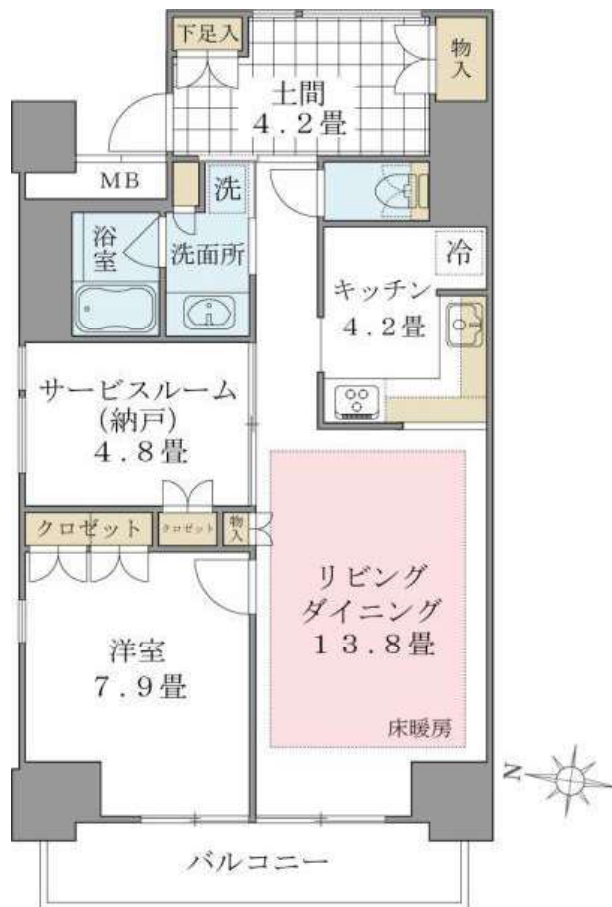 下足入
物入
土間
4.2畳
MB
洗
浴室
洗面所
冷
キッチン
4.2畳
サービスルーム
(納戸)
4.8畳
クロゼット
クロゼット
物入
リビング
ダイニング
13.8畳
洋室
7.9畳
床暖房
N
バルコニー